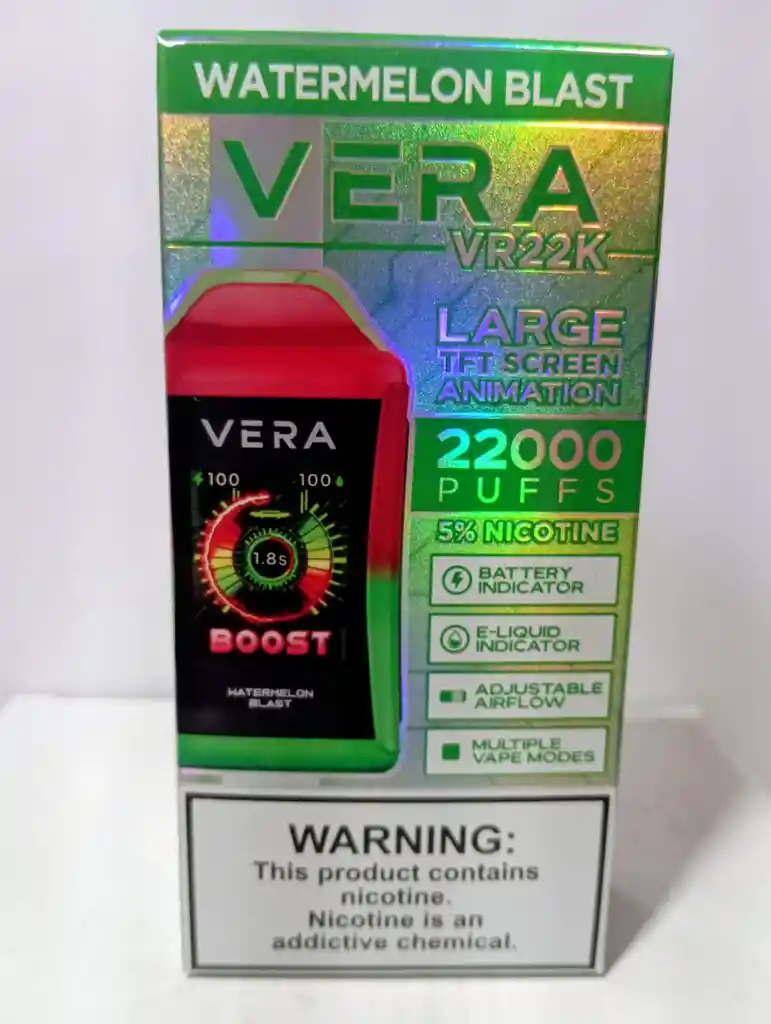 WATERMELON BLAST
VERA
VR22K
LARGE
TFT SCREEN
ANIMATION
VERA
100 100
1.8S
BOOST
WATERMELON
BLAST
22000
PUFFS
5% NICOTINE
BATTERY
INDICATOR
E-LIQUID
INDICATOR
ADJUSTABLE
AIRFLOW
MULTIPLE
VAPE MODES
WARNING:
This product contains
nicotine.
Nicotine is an
addictive chemical.